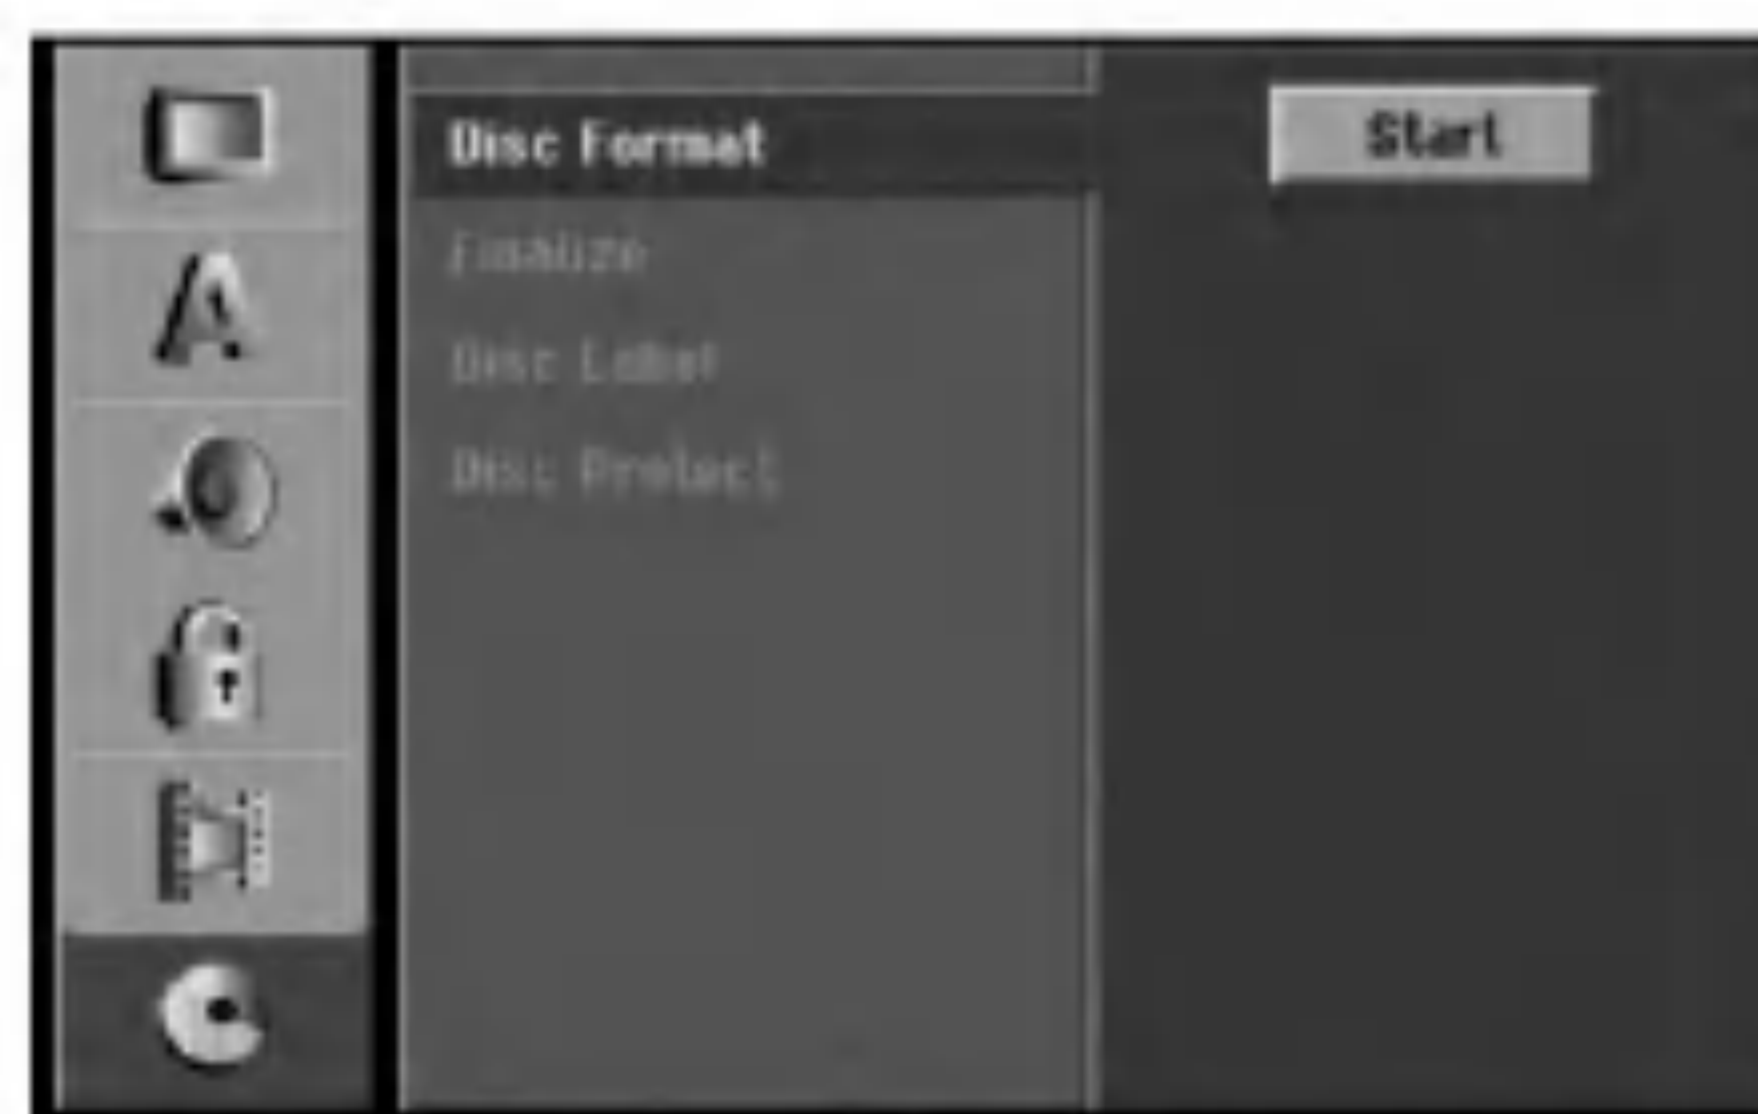 Disc Format
Start
Finalize
Disc Label
Disc Protect